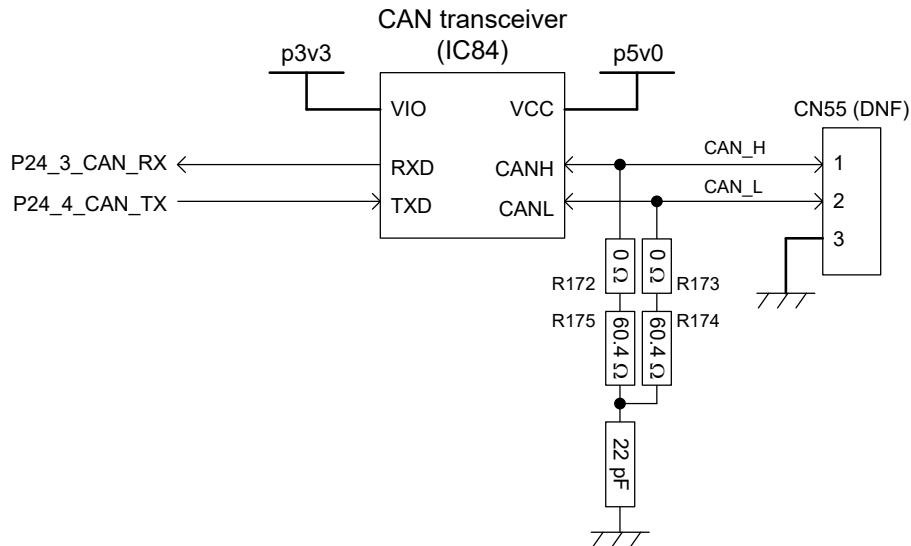 CAN transceiver
(IC84)
p3v3
p5v0
VIO
VCC
CN55 (DNF)
P24_3_CAN_RX
RXD
CANH
CAN_H
1
P24_4_CAN_TX
TXD
CANL
CAN_L
2
3
0 Ω
0 Ω
R172
R173
R175
60.4 Ω
60.4 Ω
R174
22 pF